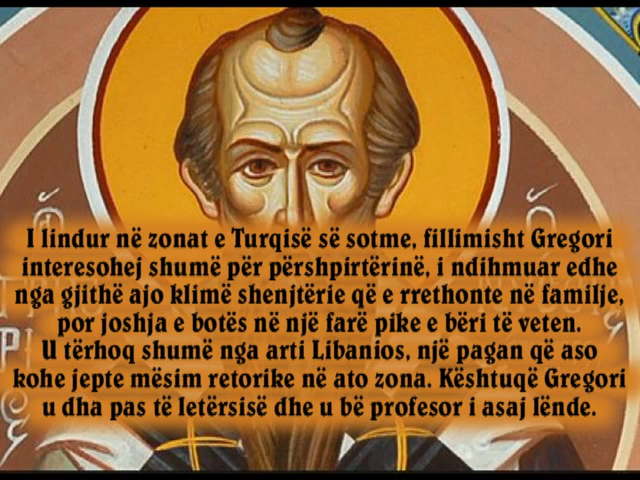 I lindur në zonat e Turqisë së sotme, fillimisht Gregori
interesohej shumë për përshpirtërinë, i ndihmuar edhe
nga gjithë ajo klimë shenjtërie që e rrethonte në familje,
por joshja e botës në një farë pike e bëri të veten.
U tërhoq shumë nga arti Libanios, një pagan që aso
kohe jepte mësim retorike në ato zona. Kështuqë Gregori
u dha pas të letërsisë dhe u bë profesor i asaj lënde.